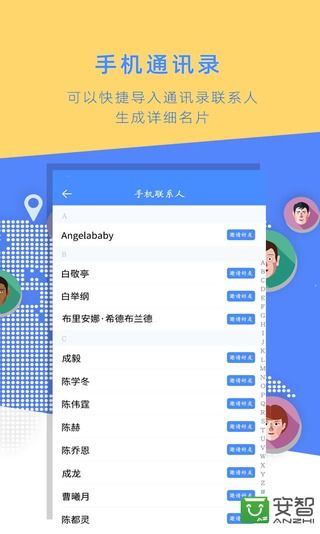 手机通讯录
可以快捷导入通讯录联系人
生成详细名片
手机联系人
A
Angelababy 邀请好友
B
白敬亭 邀请好友
白举纲 邀请好友
布里安娜·希德布兰德 邀请好友
C
成毅 邀请好友
陈学冬 邀请好友
陈伟霆 邀请好友
陈赫 邀请好友
陈乔恩 邀请好友
成龙 邀请好友
曹曦月 邀请好友
陈都灵 邀请好友
A
B
C
D
E
F
G
H
I
J
K
L
M
N
O
P
Q
R
S
T
U
V
W
X
Y
Z
#
安智
ANZHI